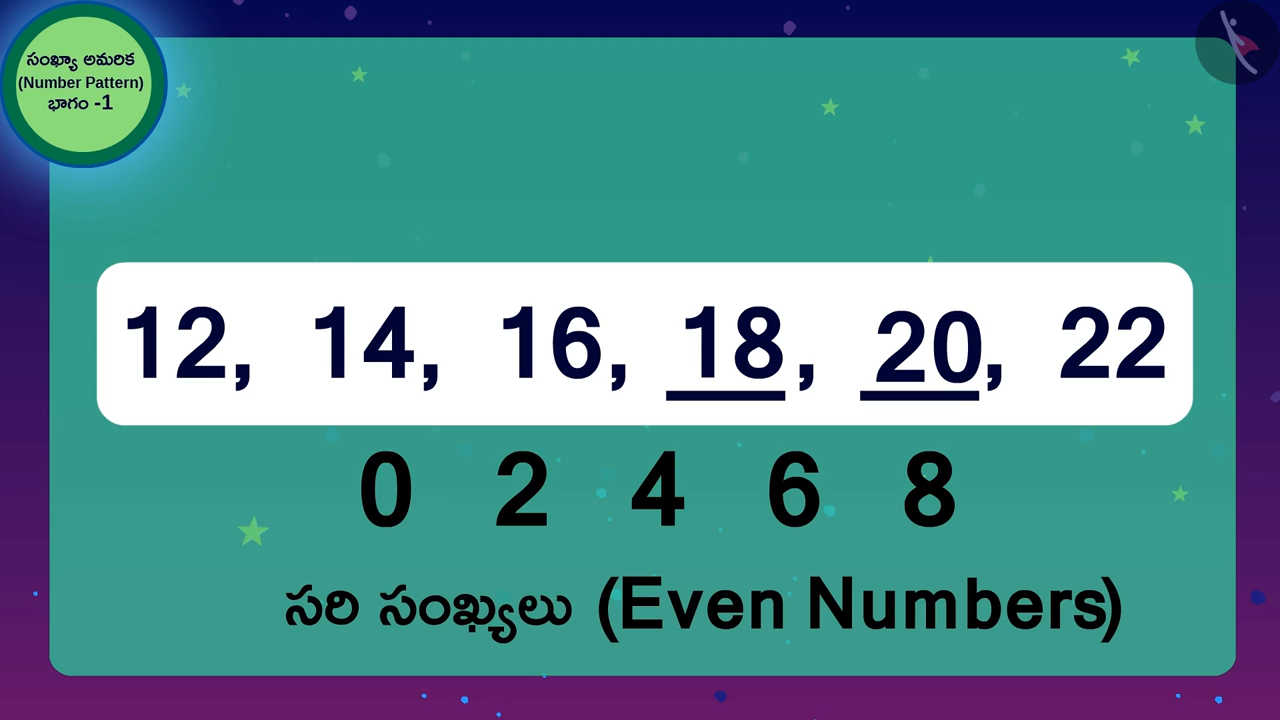 సంఖ్యా అమరిక
(Number Pattern)
భాగం -1
12, 14, 16, 18, 20, 22
0 2 4 6 8
సరి సంఖ్యలు (Even Numbers)